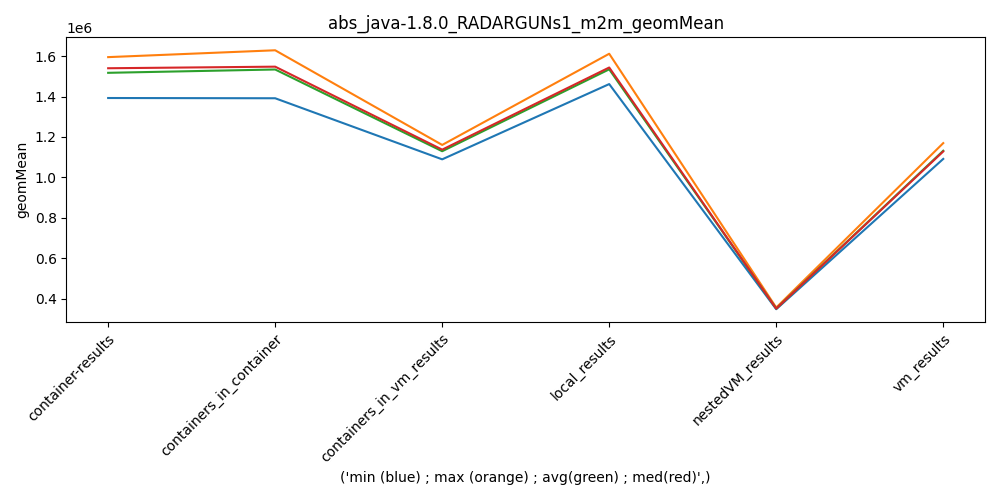 abs_java-1.8.0_RADARGUNs1_m2m_geomMean
1e6
geomMean
1.6
1.4
1.2
1.0
0.8
0.6
0.4
container-results
containers_in_container
containers_in_vm_results
local_results
nestedVM_results
vm_results
('min (blue) ; max (orange) ; avg(green) ; med(red)',)